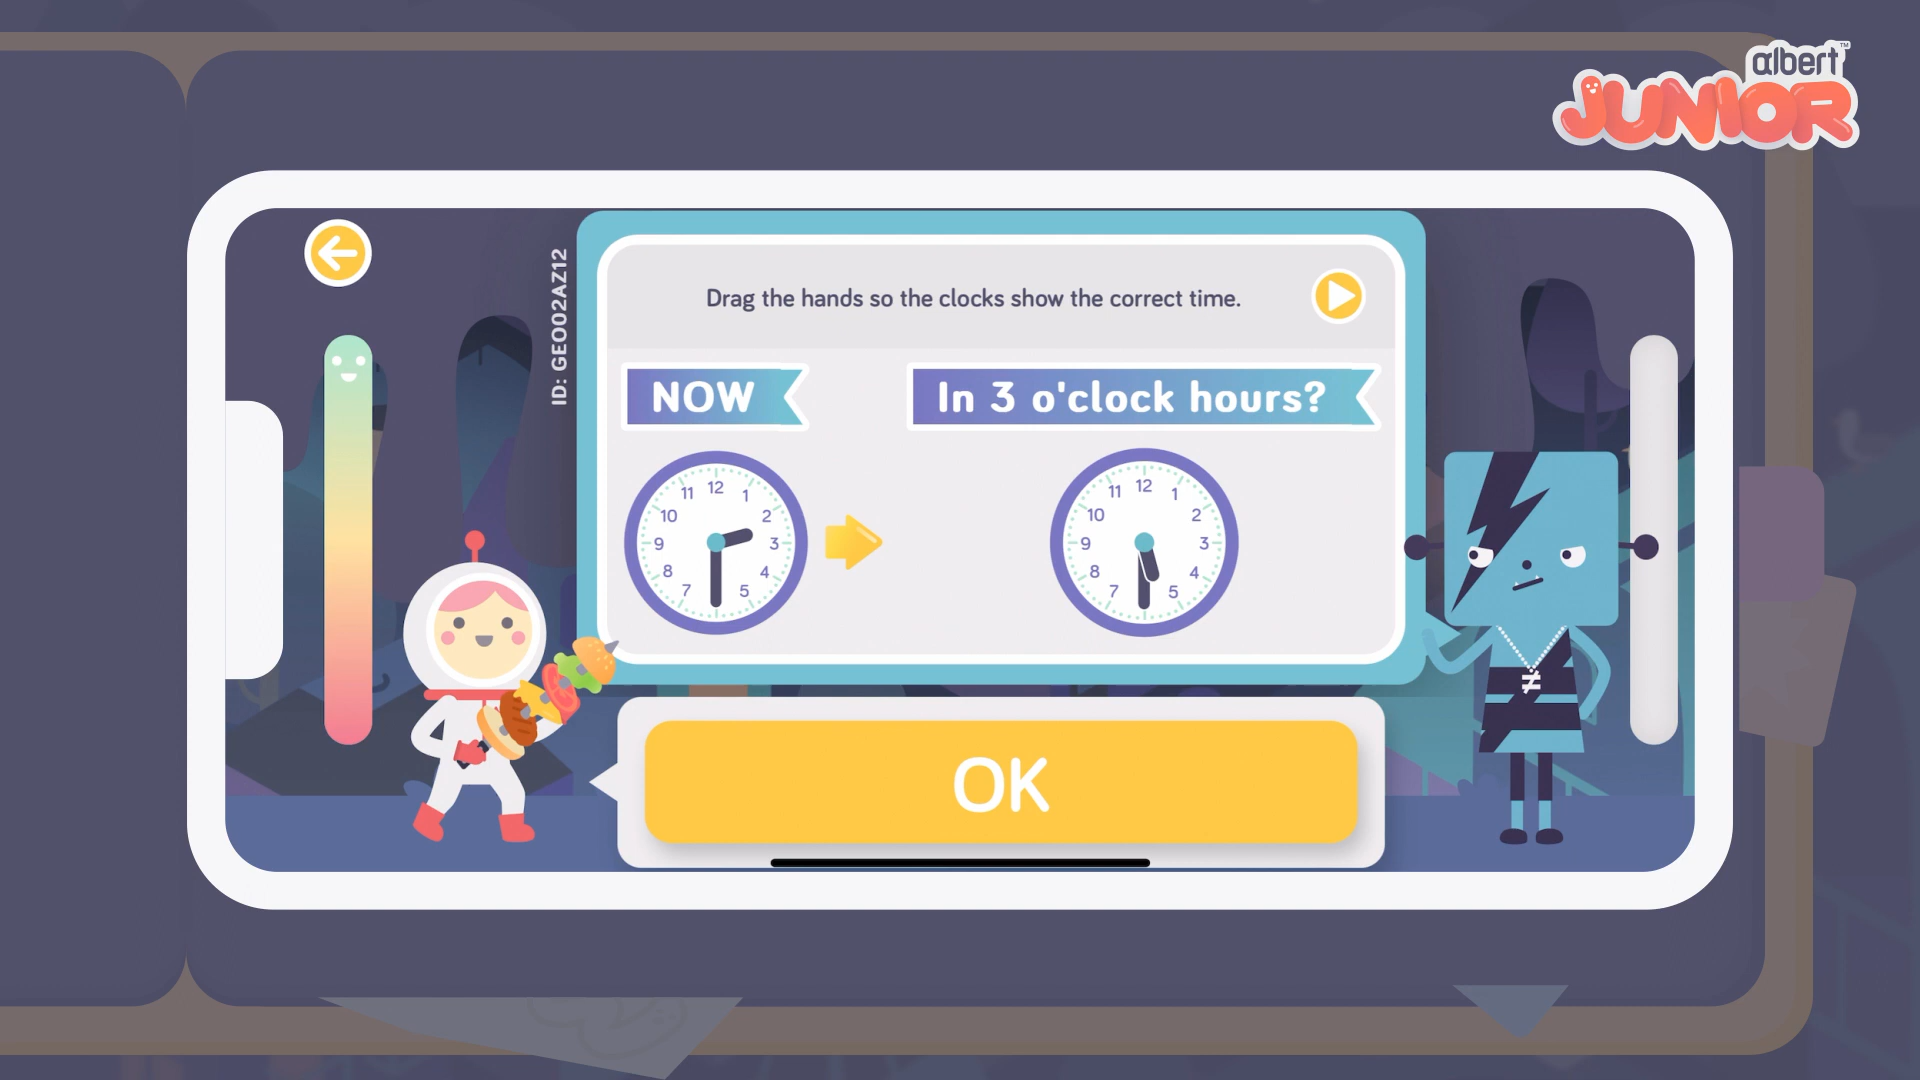 albert™
JUNIOR
ID: GEO02AZ12
Drag the hands so the clocks show the correct time.
NOW
In 3 o'clock hours?
12
11 1
10 2
9 3
8 4
7 5
12
11 1
10 2
9 3
8 4
7 5
≠
OK